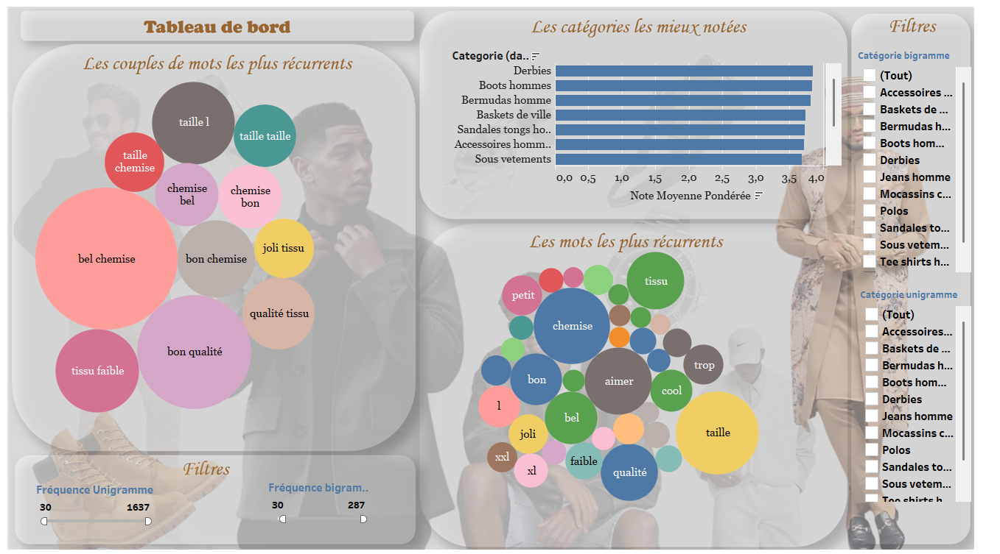 Tableau de bord
Les couples de mots les plus récurrents
taille l
taille taille
taille
chemise
chemise
bel
chemise
bon
bel chemise
bon chemise
joli tissu
qualité tissu
bon qualité
tissu faible
Filtres
Fréquence Unigramme
30
1637
Fréquence bigram..
30
287
Les catégories les mieux notées
Categorie (da..
Derbies
Boots hommes
Bermudas homme
Baskets de ville
Sandales tongs ho..
Accessoires homm..
Sous vetements
0,0 0,5 1,0 1,5 2,0 2,5 3,0 3,5 4,0
Note Moyenne Pondérée
Les mots les plus récurrents
tissu
petit
chemise
trop
bon
aimer
cool
l
bel
joli
taille
xxl
xl
faible
qualité
Filtres
Catégorie bigramme
(Tout)
Accessoires ...
Baskets de ...
Bermudas h...
Boots hom...
Derbies
Jeans homme
Mocassins c...
Polos
Sandales to...
Sous vetem...
Tee shirts h...
Catégorie unigramme
(Tout)
Accessoires...
Baskets de ...
Bermudas h...
Boots hom...
Derbies
Jeans homme
Mocassins c...
Polos
Sandales to...
Sous vetem...
Tee shirts h...